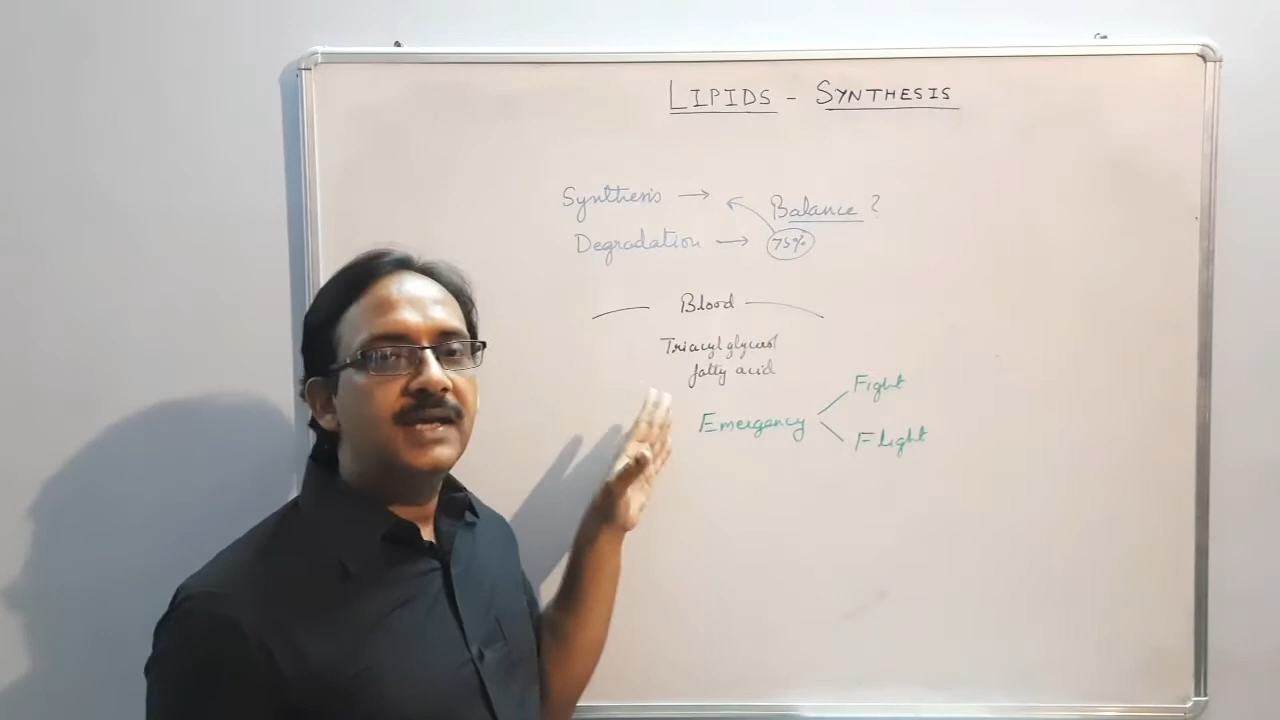 LIPIDS - SYNTHESIS
Synthesis →
Balance ?
Degradation → 75%
Blood
Triacylglycerol
fatty acid
Fight
Emergency
Flight